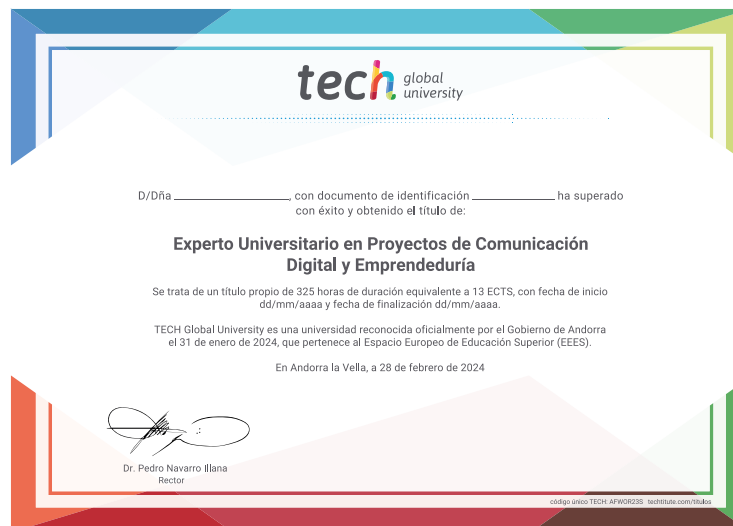 tech global university
D/Dña ____________, con documento de identificación ____________ ha superado
con éxito y obtenido el título de:
Experto Universitario en Proyectos de Comunicación
Digital y Emprendeduría
Se trata de un título propio de 325 horas de duración equivalente a 13 ECTS, con fecha de inicio
dd/mm/aaaa y fecha de finalización dd/mm/aaaa.
TECH Global University es una universidad reconocida oficialmente por el Gobierno de Andorra
el 31 de enero de 2024, que pertenece al Espacio Europeo de Educación Superior (EEES).
En Andorra la Vella, a 28 de febrero de 2024
Dr. Pedro Navarro Illana
Rector
código único TECH: AFWOR23S techtitute.com/titulos